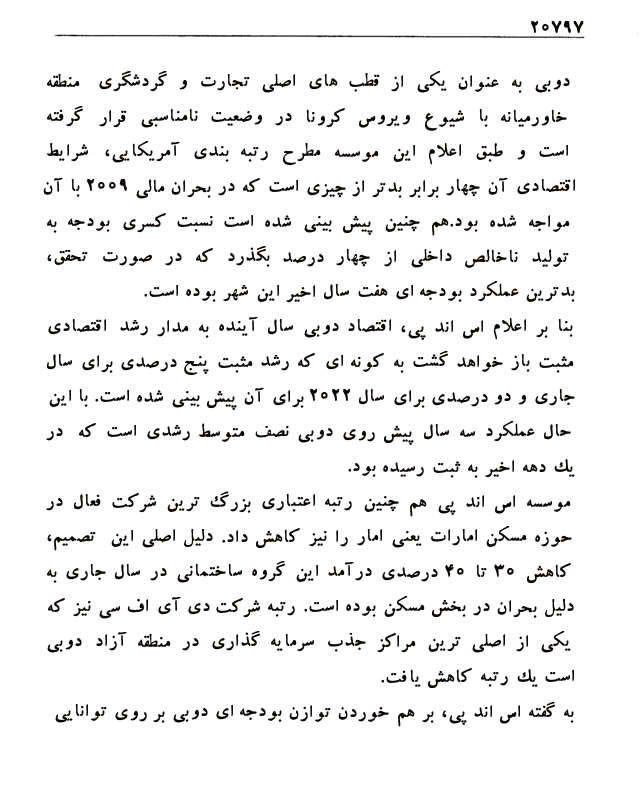 ۲۰۷۹۷
دوبی به عنوان یکی از قطب های اصلی تجارت و گردشگری منطقه
خاورمیانه با شیوع ویروس کرونا در وضعیت نامناسبی قرار گرفته
است و طبق اعلام این موسسه مطرح رتبه بندی آمریکایی، شرایط
اقتصادی آن چهار برابر بدتر از چیزی است که در بحران مالی ۲۰۰۹ با آن
مواجه شده بود.هم چنین پیش بینی شده است نسبت کسری بودجه به
تولید ناخالص داخلی از چهار درصد بگذرد که در صورت تحقق،
بدترین عملکرد بودجه ای هفت سال اخیر این شهر بوده است.
بنا بر اعلام اس اند پی، اقتصاد دوبی سال آینده به مدار رشد اقتصادی
مثبت باز خواهد گشت به کونه ای که رشد مثبت پنج درصدی برای سال
جاری و دو درصدی برای سال ۲۰۲۲ برای آن پیش بینی شده است. با این
حال عملکرد سه سال پیش روی دوبی نصف متوسط رشدی است که در
یك دهه اخیر به ثبت رسیده بود.
موسسه اس اند پی هم چنین رتبه اعتباری بزرگ ترین شرکت فعال در
حوزه مسکن امارات یعنی امار را نیز کاهش داد. دلیل اصلی این تصمیم،
کاهش ۳۰ تا ۴۰ درصدی درآمد این گروه ساختمانی در سال جاری به
دلیل بحران در بخش مسکن بوده است. رتبه شرکت دی آی اف سی نیز که
یکی از اصلی ترین مراکز جذب سرمایه گذاری در منطقه آزاد دوبی
است یك رتبه کاهش یافت.
به گفته اس اند پی، بر هم خوردن توازن بودجه ای دوبی بر روی توانایی